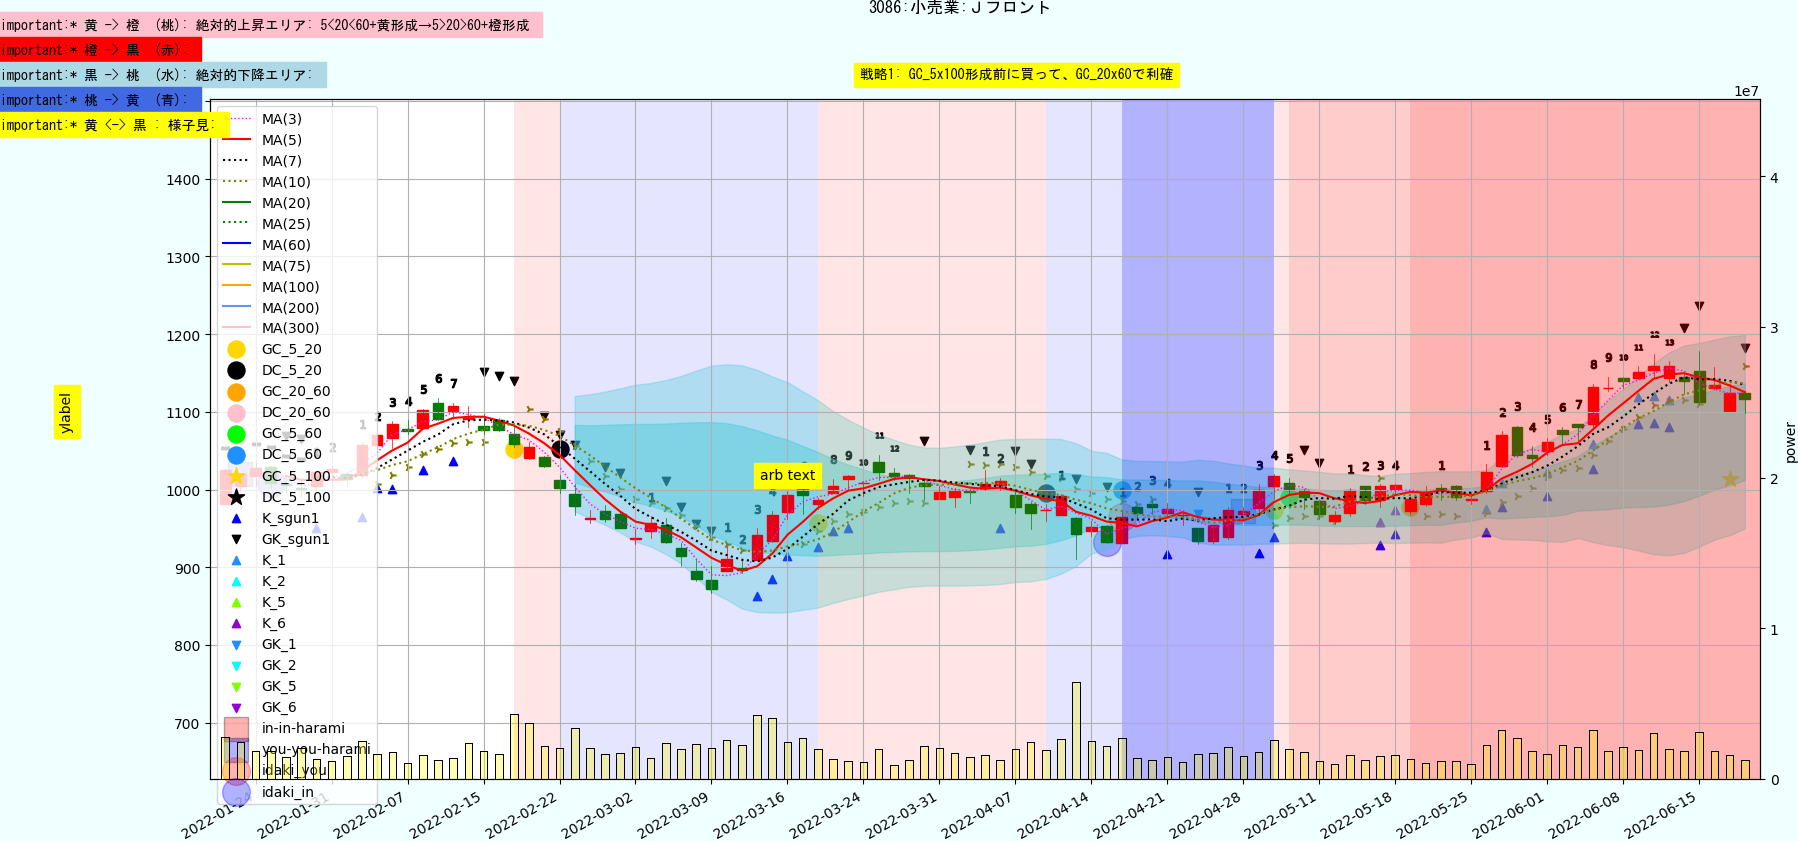 3086:小売業:Jフロント
important:* 黄 -> 橙 (桃): 絶対的上昇エリア: 5<20<60+黄形成→5>20>60+橙形成
important:* 橙 -> 黒 (赤):
important:* 黒 -> 桃 (水): 絶対的下降エリア:
important:* 桃 -> 黄 (青):
important:* 黄 <-> 黒 : 様子見:
戦略1: GC_5x100形成前に買って、GC_20x60で利確
1e7
MA(3)
MA(5)
MA(7)
MA(10)
MA(20)
MA(25)
MA(60)
MA(75)
MA(100)
MA(200)
MA(300)
GC_5_20
DC_5_20
GC_20_60
DC_20_60
GC_5_60
DC_5_60
GC_5_100
DC_5_100
K_sgun1
GK_sgun1
K_1
K_2
K_5
K_6
GK_1
GK_2
GK_5
GK_6
in-in-harami
you-you-harami
idaki_you
idaki_in
1400
1300
1200
1100
1000
900
800
700
ylabel
arb text
4
3
2
1
0
power
2022-01-24
2022-01-31
2022-02-07
2022-02-15
2022-02-22
2022-03-02
2022-03-09
2022-03-16
2022-03-24
2022-03-31
2022-04-07
2022-04-14
2022-04-21
2022-04-28
2022-05-11
2022-05-18
2022-05-25
2022-06-01
2022-06-08
2022-06-15